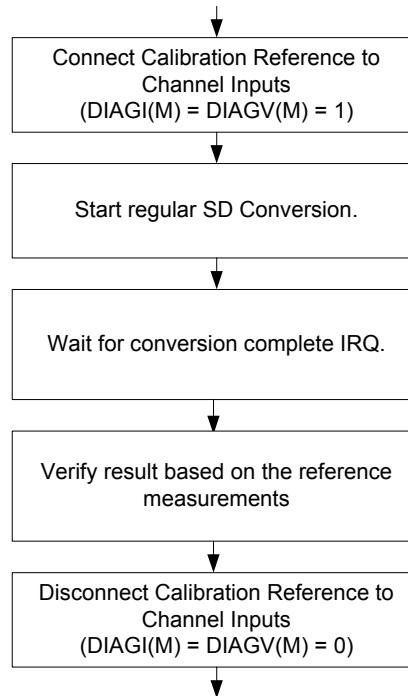 Connect Calibration Reference to
Channel Inputs
(DIAGI(M) = DIAGV(M) = 1)
Start regular SD Conversion.
Wait for conversion complete IRQ.
Verify result based on the reference
measurements
Disconnect Calibration Reference to
Channel Inputs
(DIAGI(M) = DIAGV(M) = 0)